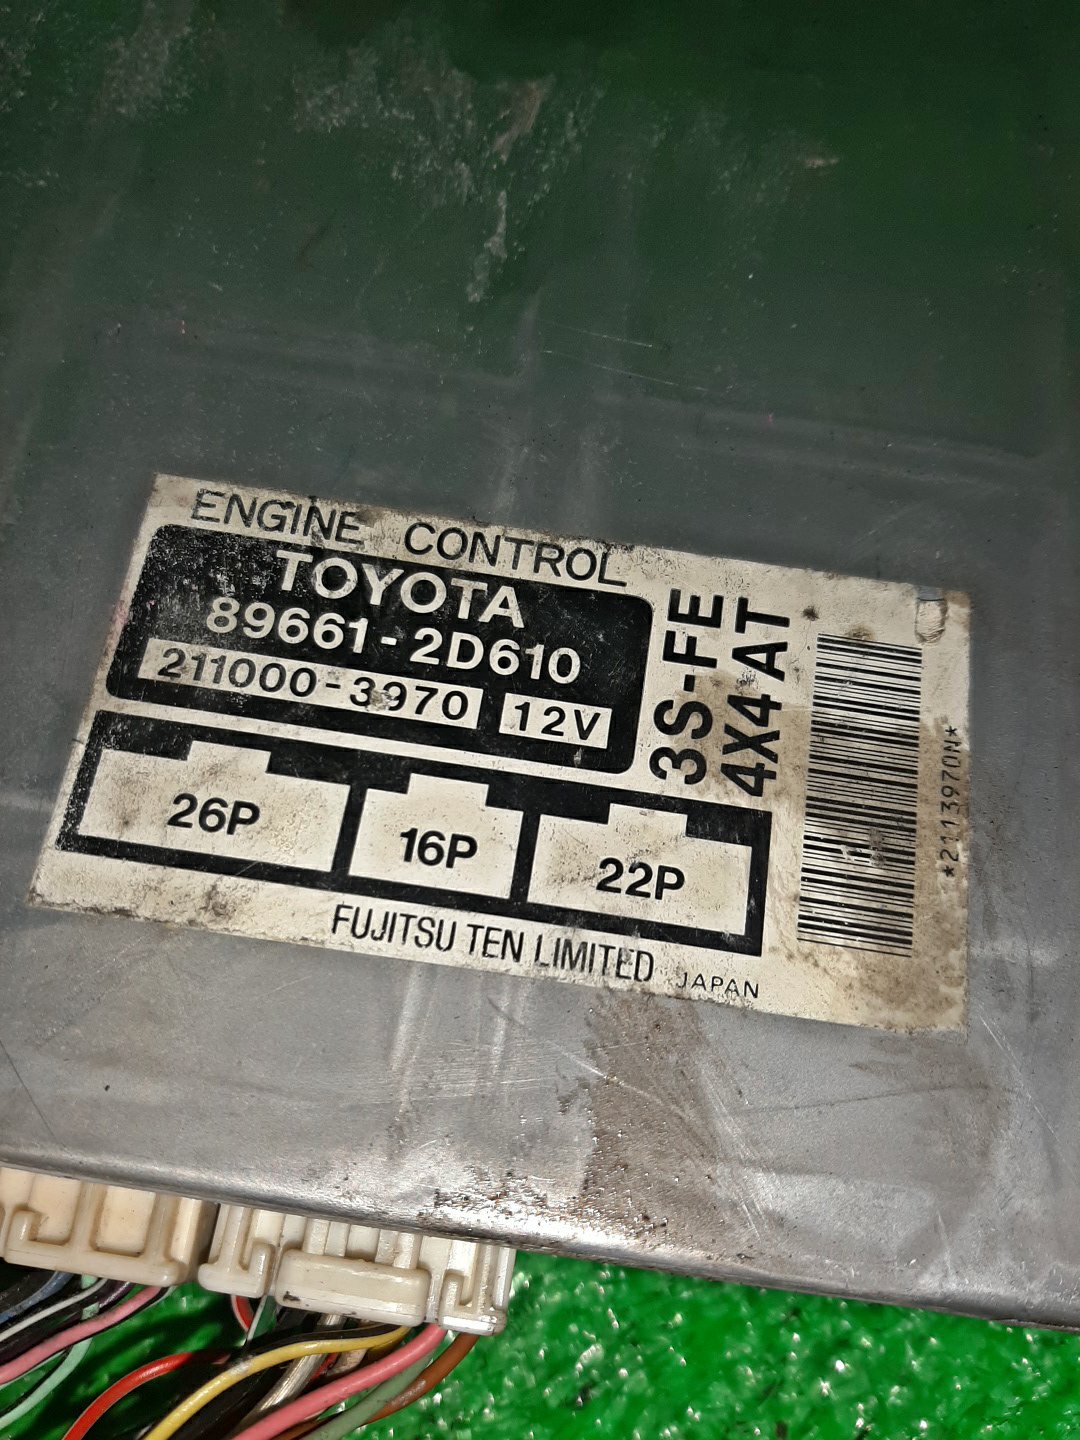 ENGINE CONTROL
TOYOTA
89661-2D610
211000-3970 12V
3S-FE
4X4 AT
26P 16P 22P
FUJITSU TEN LIMITED JAPAN
*2113970N*